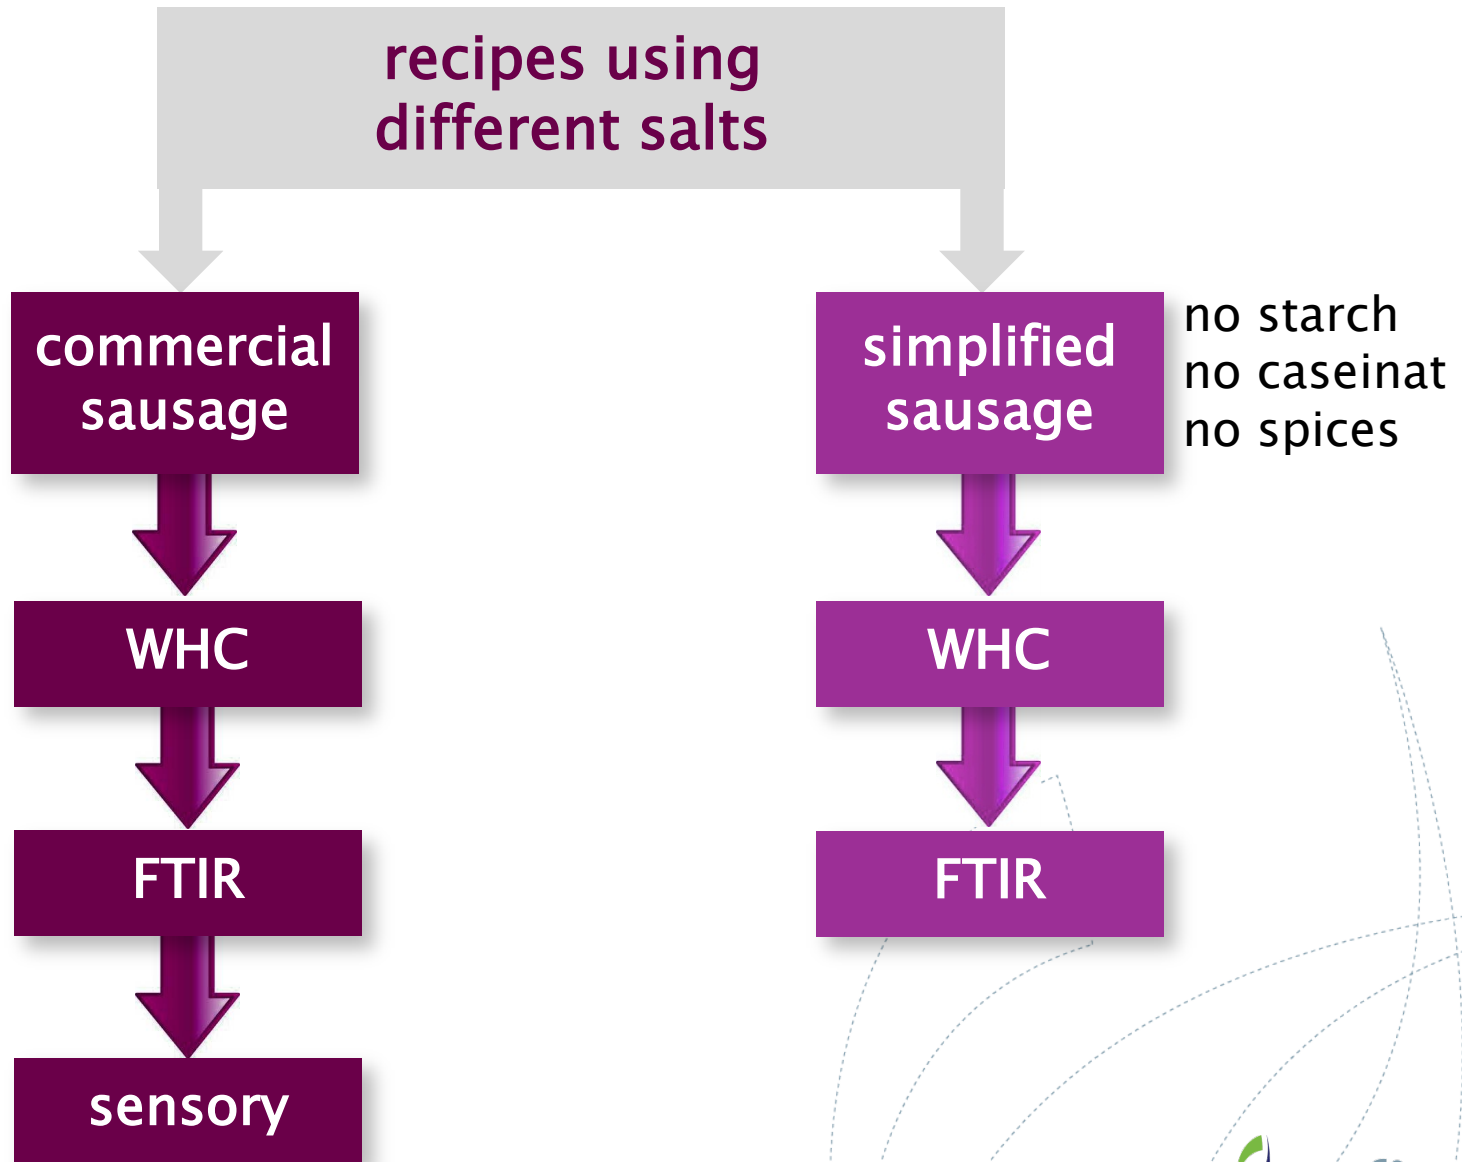 recipes using
different salts
commercial
sausage
WHC
FTIR
sensory
simplified
sausage
no starch
no caseinat
no spices
WHC
FTIR